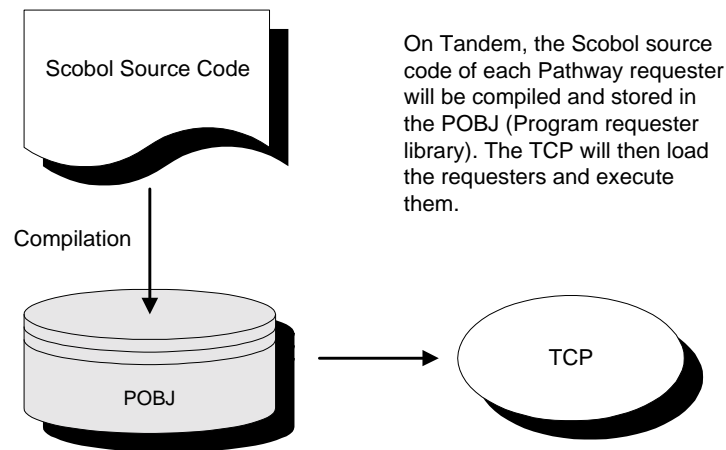 Scobol Source Code
On Tandem, the Scobol source
code of each Pathway requester
will be compiled and stored in
the POBJ (Program requester
library). The TCP will then load
the requesters and execute
them.
Compilation
POBJ
TCP